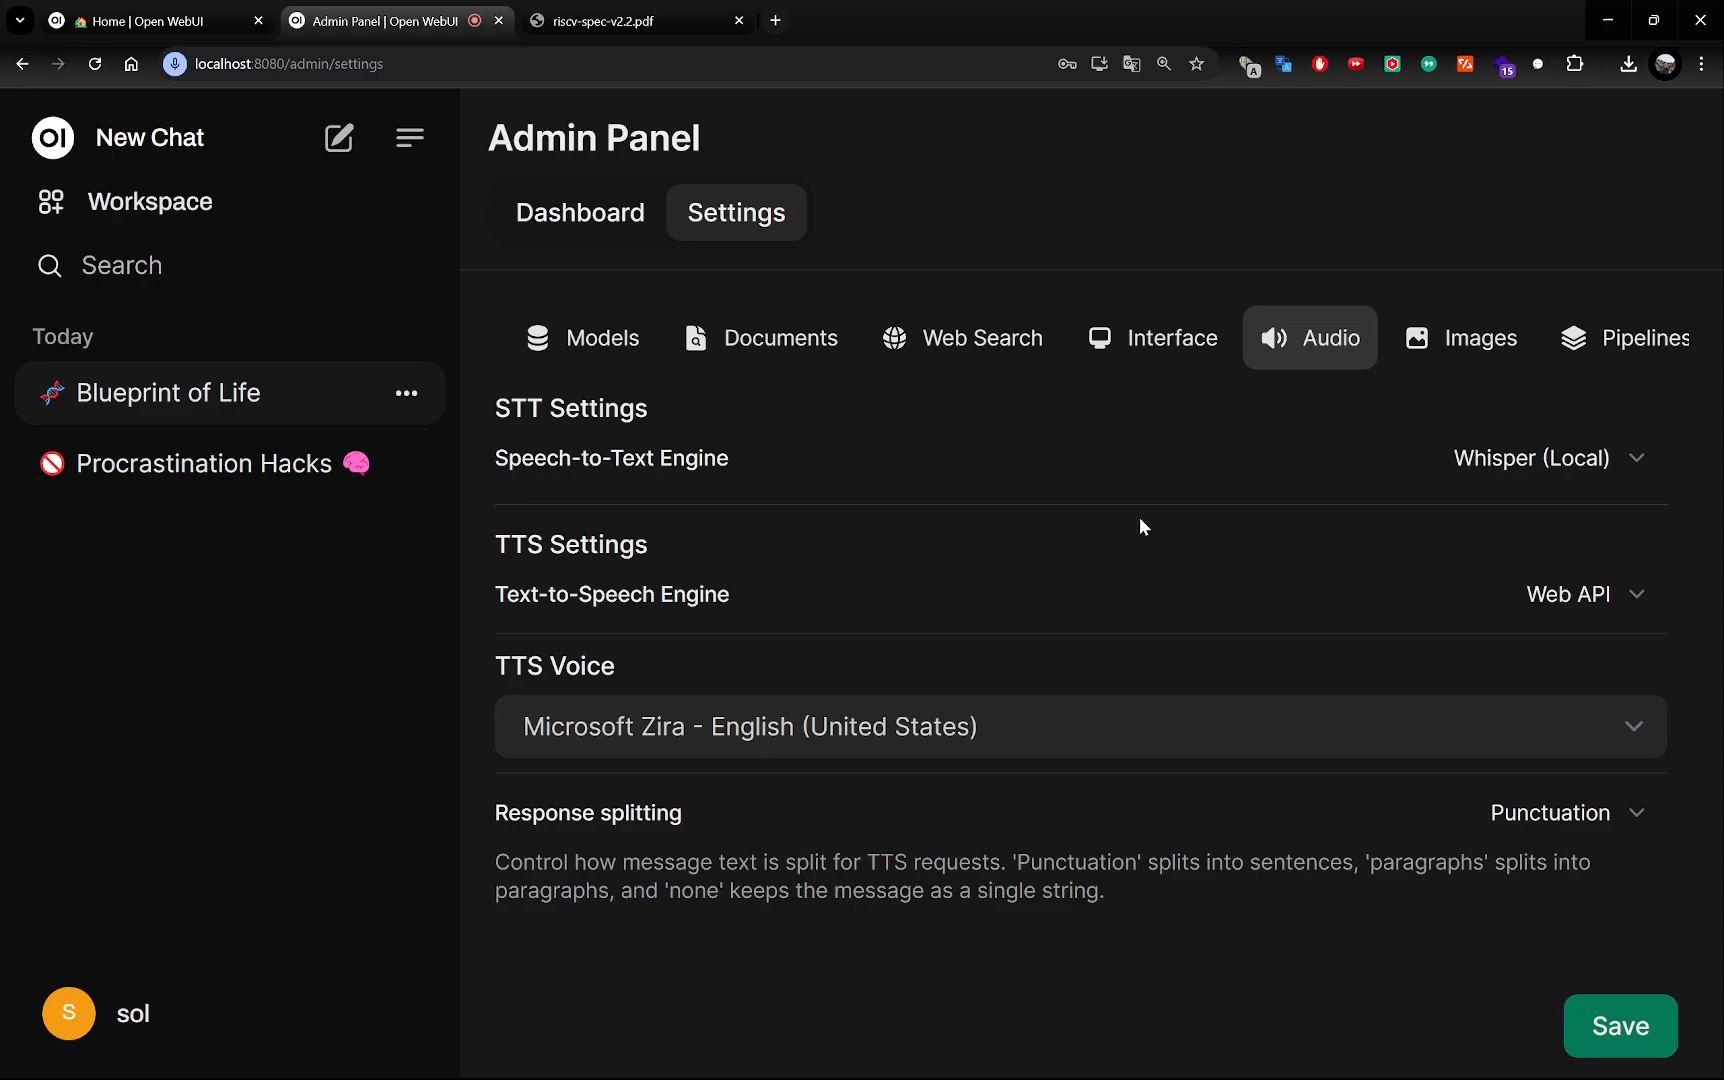 Home | Open WebUI
Admin Panel | Open WebUI
riscv-spec-v2.2.pdf
localhost:8080/admin/settings
A
15
OI
New Chat
Workspace
Search
Today
Blueprint of Life
Procrastination Hacks
S
sol
Admin Panel
Dashboard
Settings
Models
Documents
Web Search
Interface
Audio
Images
Pipelines
STT Settings
Speech-to-Text Engine
Whisper (Local)
TTS Settings
Text-to-Speech Engine
Web API
TTS Voice
Microsoft Zira - English (United States)
Response splitting
Punctuation
Control how message text is split for TTS requests. 'Punctuation' splits into sentences, 'paragraphs' splits into
paragraphs, and 'none' keeps the message as a single string.
Save